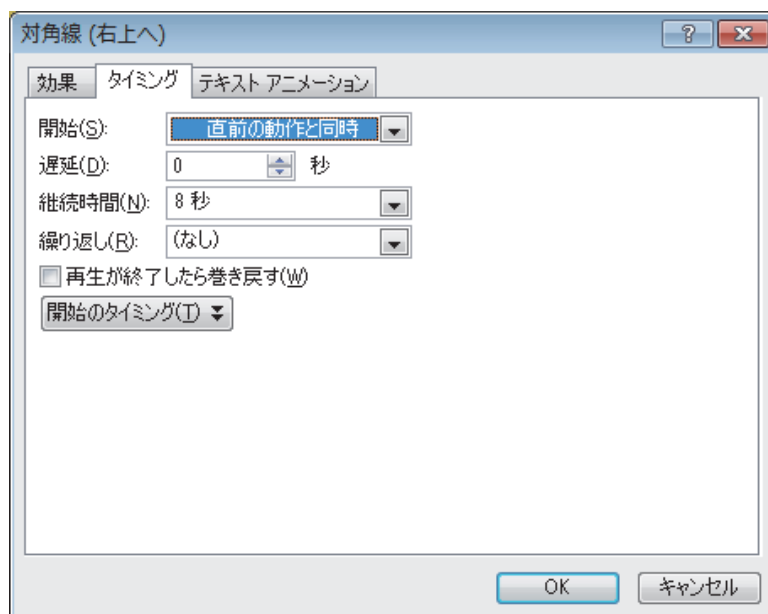 対角線 (右上へ)
効果 タイミング テキスト アニメーション
開始(S): 直前の動作と同時
遅延(D): 0 秒
継続時間(N): 8 秒
繰り返し(R): (なし)
再生が終了したら巻き戻す(W)
開始のタイミング(T)
OK キャンセル